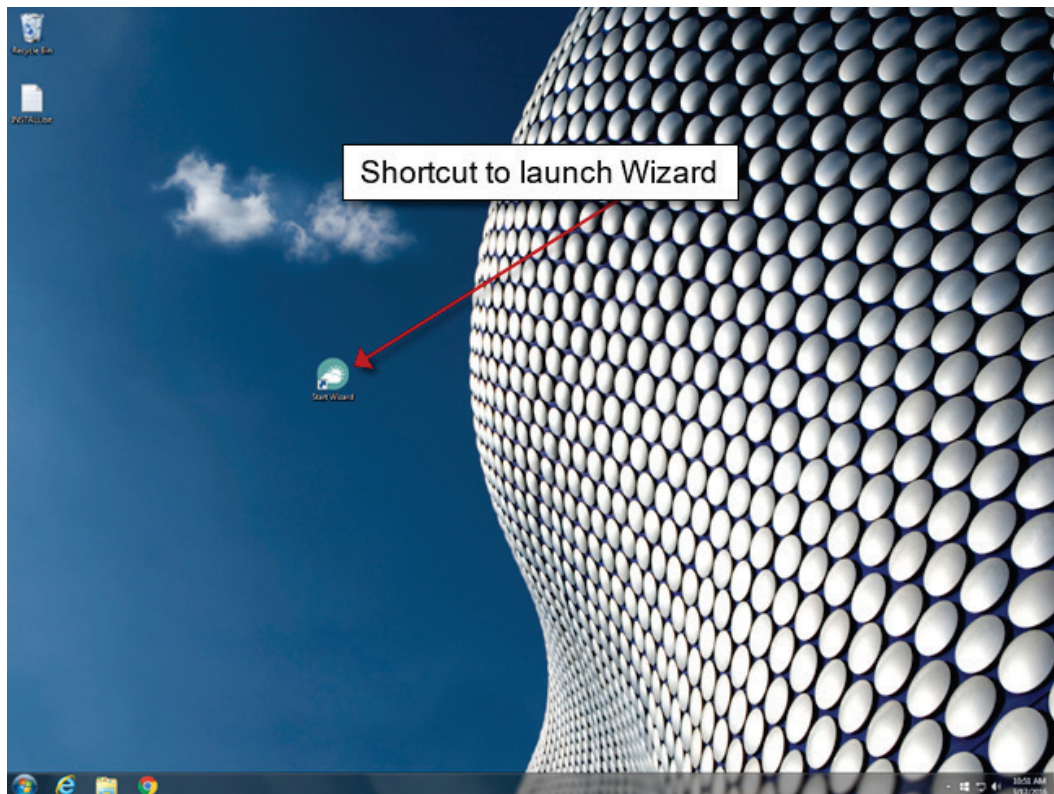 Recycle Bin
INSTALL.txt
Shortcut to launch Wizard
Start Wizard
10:51 AM